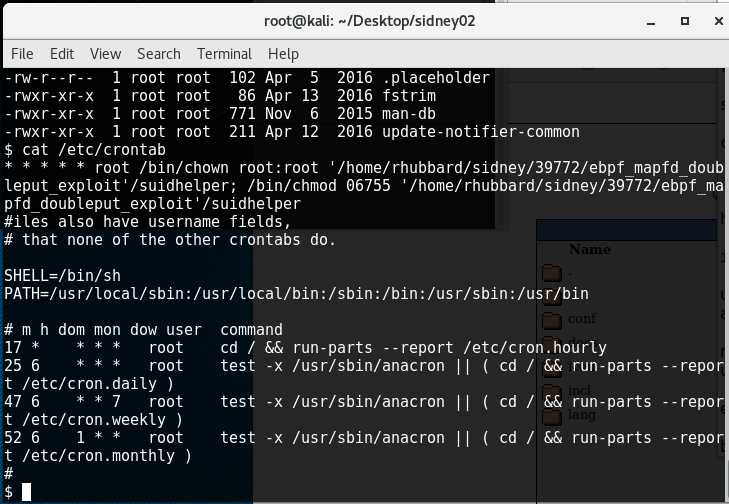 root@kali: ~/Desktop/sidney02
File Edit View Search Terminal Help
-rw-r--r-- 1 root root 102 Apr 5 2016 .placeholder
-rwxr-xr-x 1 root root 86 Apr 13 2016 fstrim
-rwxr-xr-x 1 root root 771 Nov 6 2015 man-db
-rwxr-xr-x 1 root root 211 Apr 12 2016 update-notifier-common
$ cat /etc/crontab
* * * * * root /bin/chown root:root '/home/rhubbard/sidney/39772/ebpf_mapfd_doub
leput_exploit'/suidhelper; /bin/chmod 06755 '/home/rhubbard/sidney/39772/ebpf_ma
pfd_doubleput_exploit'/suidhelper
#iles also have username fields,
# that none of the other crontabs do.
SHELL=/bin/sh
PATH=/usr/local/sbin:/usr/local/bin:/sbin:/bin:/usr/sbin:/usr/bin
# m h dom mon dow user command
17 * * * * root cd / && run-parts --report /etc/cron.hourly
25 6 * * * root test -x /usr/sbin/anacron || ( cd / && run-parts --repor
t /etc/cron.daily )
47 6 * * 7 root test -x /usr/sbin/anacron || ( cd / && run-parts --repor
t /etc/cron.weekly )
52 6 1 * * root test -x /usr/sbin/anacron || ( cd / && run-parts --repor
t /etc/cron.monthly )
#
$
Name
.
conf
incl
lang